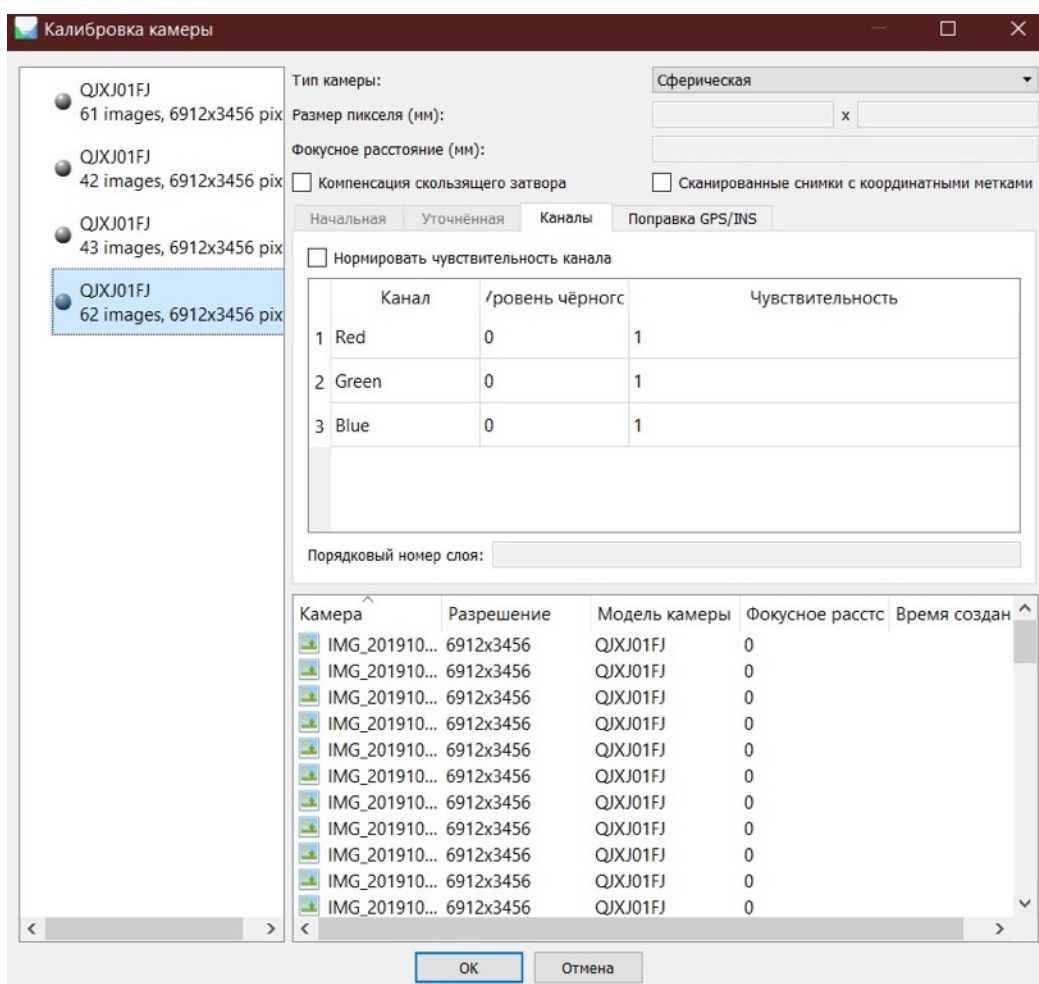 Калибровка камеры
QJXJ01FJ
61 images, 6912x3456 pix
QJXJ01FJ
42 images, 6912x3456 pix
QJXJ01FJ
43 images, 6912x3456 pix
QJXJ01FJ
62 images, 6912x3456 pix
Тип камеры: Сферическая
Размер пикселя (мм): x
Фокусное расстояние (мм):
Компенсация скользящего затвора Сканированные снимки с координатными метками
Начальная Уточнённая Каналы Поправка GPS/INS
Нормировать чувствительность канала
Канал ровень чёрног Чувствительность
1 Red 0 1
2 Green 0 1
3 Blue 0 1
Порядковый номер слоя:
Камера Разрешение Модель камеры Фокусное расстс Время создан
IMG_201910... 6912x3456 QJXJ01FJ 0
IMG_201910... 6912x3456 QJXJ01FJ 0
IMG_201910... 6912x3456 QJXJ01FJ 0
IMG_201910... 6912x3456 QJXJ01FJ 0
IMG_201910... 6912x3456 QJXJ01FJ 0
IMG_201910... 6912x3456 QJXJ01FJ 0
IMG_201910... 6912x3456 QJXJ01FJ 0
IMG_201910... 6912x3456 QJXJ01FJ 0
IMG_201910... 6912x3456 QJXJ01FJ 0
IMG_201910... 6912x3456 QJXJ01FJ 0
IMG_201910... 6912x3456 QJXJ01FJ 0
OK Отмена